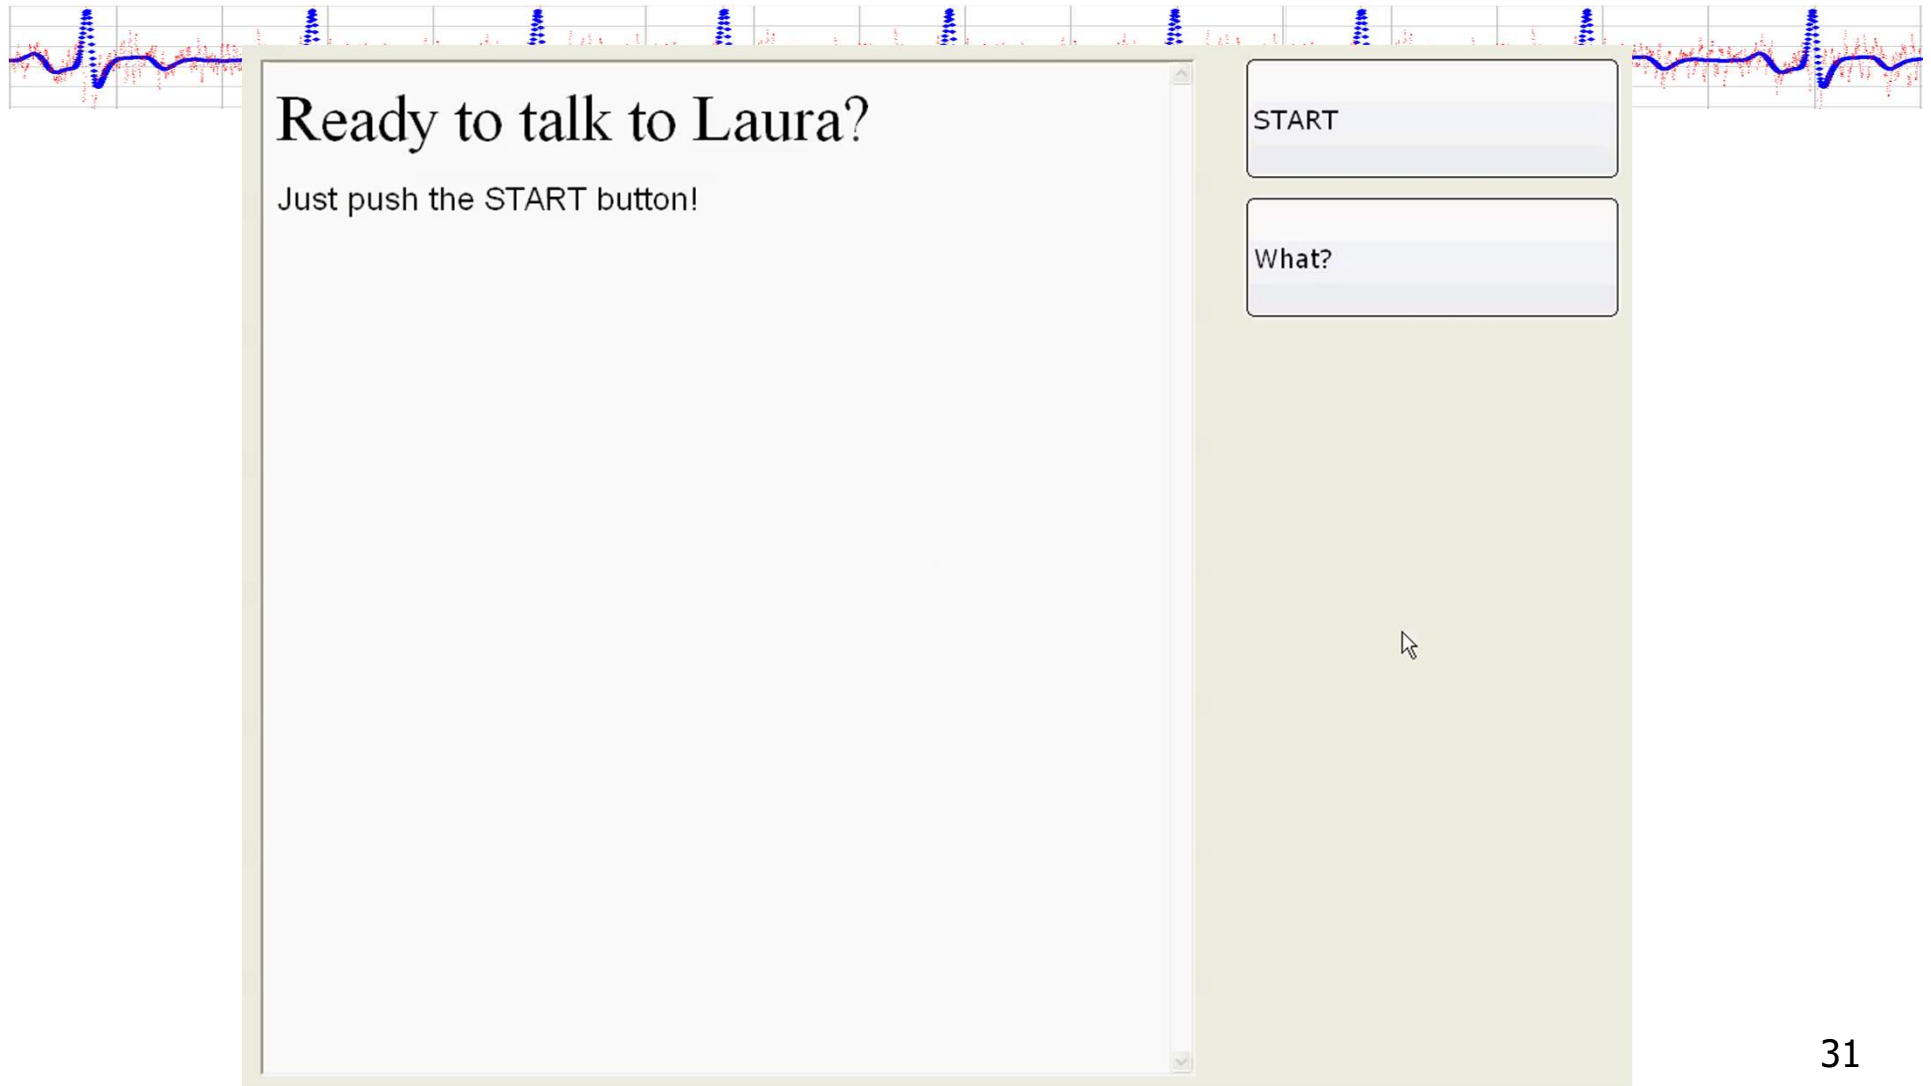 Ready to talk to Laura?
Just push the START button!
START
What?
31